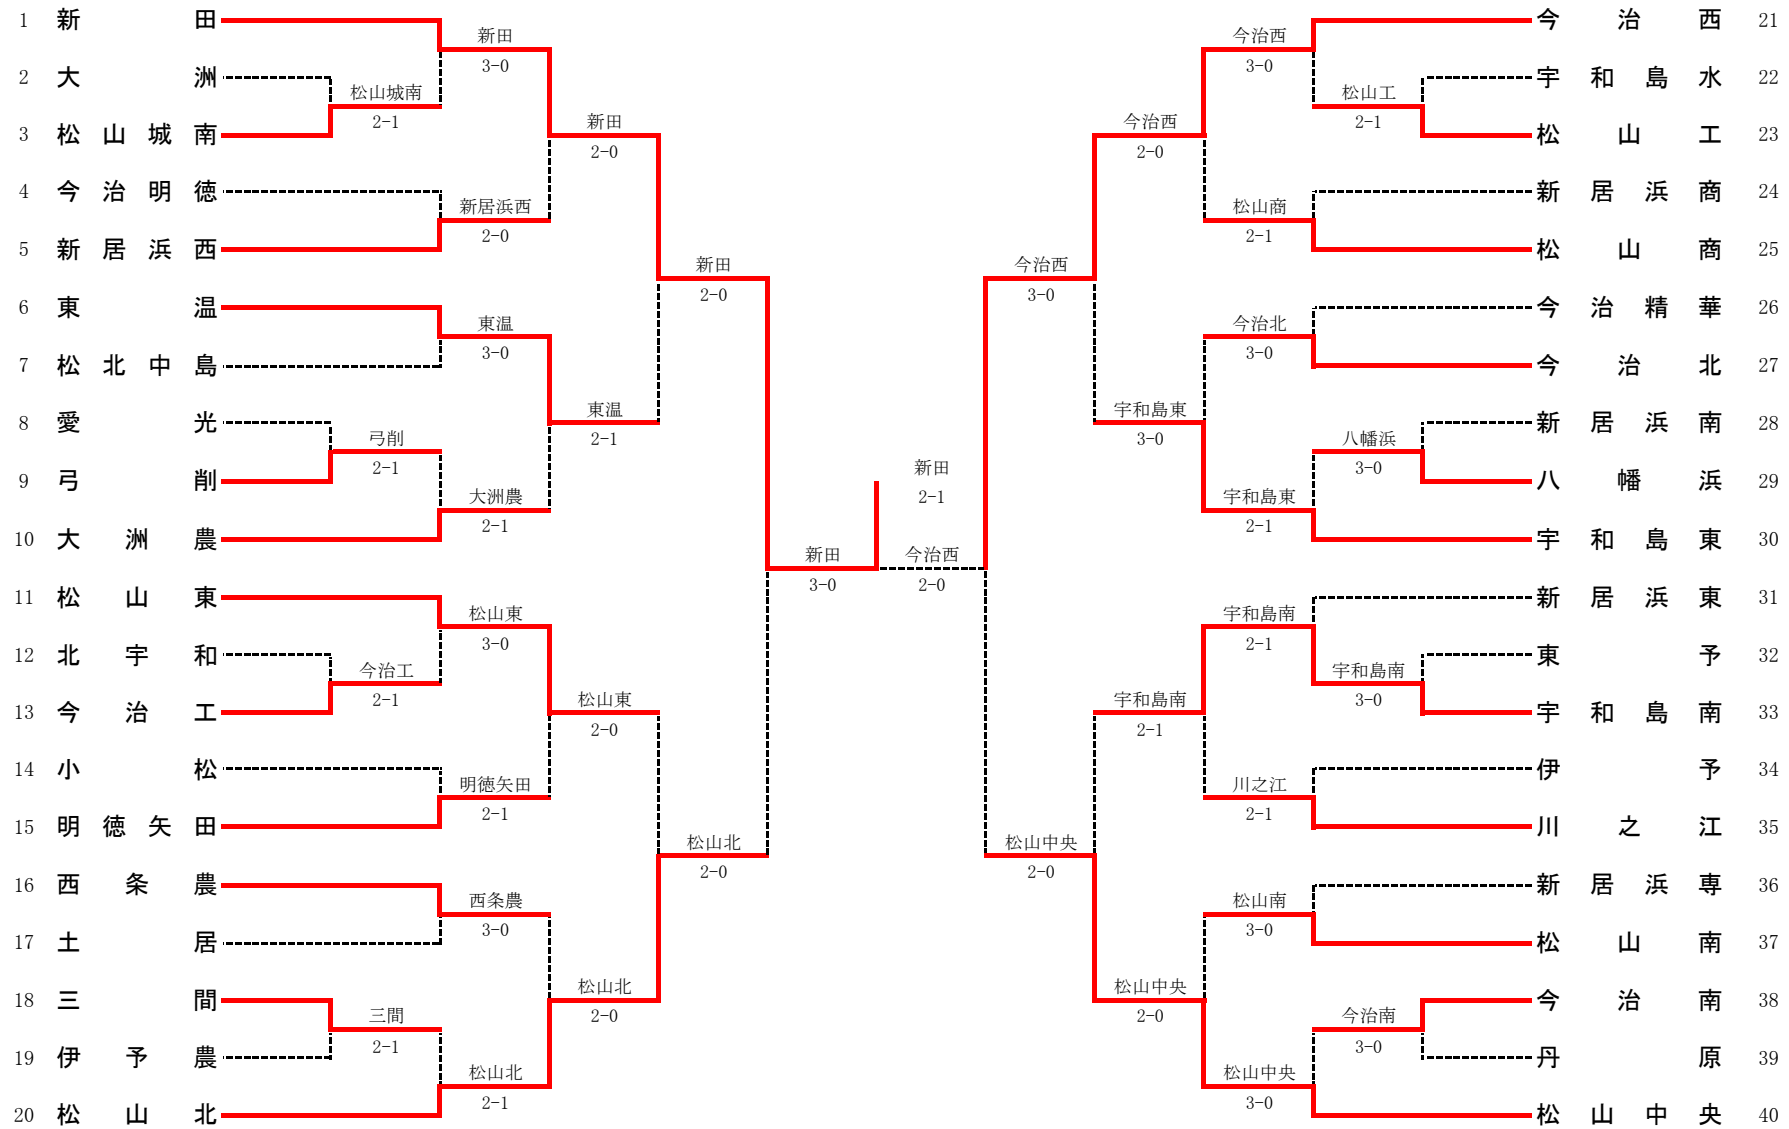 1 新田
2 大洲
3 松山城南
4 今治明徳
5 新居浜西
6 東温
7 松北中島
8 愛光
9 弓削
10 大洲農
11 松山東
12 北宇和
13 今治工
14 小松
15 明徳矢田
16 西条農
17 土居
18 三間
19 伊予農
20 松山北
松山城南
2-1
弓削
2-1
今治工
2-1
三間
2-1
新田
3-0
新居浜西
2-0
東温
3-0
大洲農
2-1
松山東
3-0
明徳矢田
2-1
西条農
3-0
松山北
2-1
新田
2-0
東温
2-1
松山東
2-0
松山北
2-0
新田
2-0
松山北
2-0
新田
3-0
新田
2-1
今治西
2-0
今治西
3-0
松山中央
2-0
今治西
2-0
宇和島東
3-0
宇和島南
2-1
松山中央
2-0
今治西
3-0
松山商
2-1
今治北
3-0
宇和島東
2-1
宇和島南
2-1
川之江
2-1
松山南
3-0
松山中央
3-0
松山工
2-1
八幡浜
3-0
宇和島南
3-0
今治南
3-0
今治西 21
宇和島水 22
松山工 23
新居浜商 24
松山商 25
今治精華 26
今治北 27
新居浜南 28
八幡浜 29
宇和島東 30
新居浜東 31
東予 32
宇和島南 33
伊予 34
川之江 35
新居浜専 36
松山南 37
今治南 38
丹原 39
松山中央 40